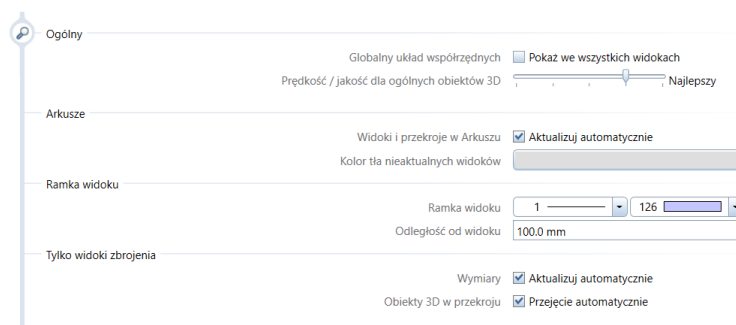 Ogólny
Globalny układ współrzędnych Pokaż we wszystkich widokach
Prędkość / jakość dla ogólnych obiektów 3D Najlepszy
Arkusze
Widoki i przekroje w Arkuszu Aktualizuj automatycznie
Kolor tła nieaktualnych widoków
Ramka widoku
Ramka widoku 1 126
Odległość od widoku 100.0 mm
Tylko widoki zbrojenia
Wymiary Aktualizuj automatycznie
Obiekty 3D w przekroju Przejęcie automatycznie